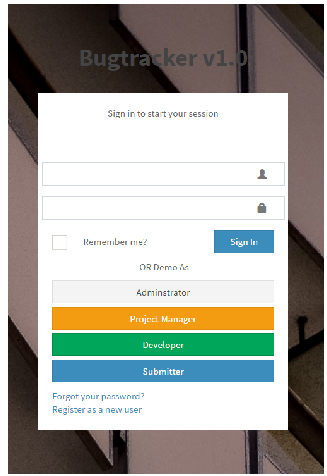 Bugtracker v1.0
Sign in to start your session
Remember me?
Sign In
OR Demo As
Adminstrator
Project Manager
Developer
Submitter
Forgot your password?
Register as a new user